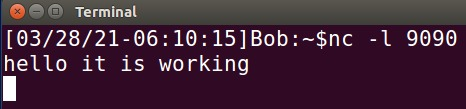 Terminal
[03/28/21-06:10:15]Bob:~$nc -l 9090
hello it is working